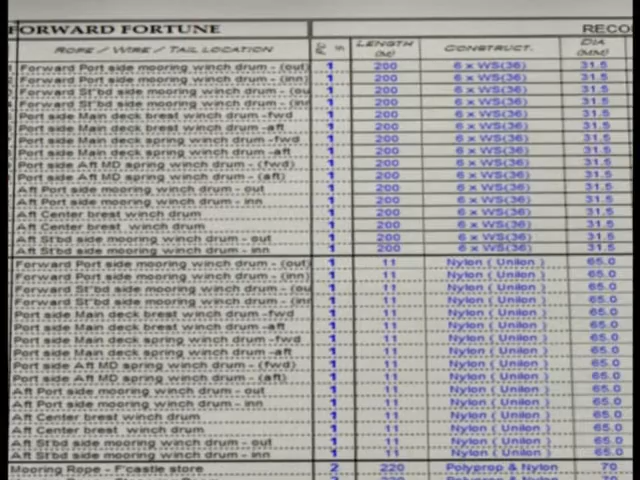 FORWARD FORTUNE RECO
ROPE / WIRE / TAIL LOCATION LENGTH (M) CONSTRUCT. DIA (MM)
Forward Port side mooring winch drum - (out) 1 200 6 x WS(36) 31.5
Forward Port side mooring winch drum - (inn) 1 200 6 x WS(36) 31.5
Forward St'bd side mooring winch drum - (ou 1 200 6 x WS(36) 31.5
Forward St'bd side mooring winch drum - (inn 1 200 6 x WS(36) 31.5
Port side Main deck brest winch drum -fwd 1 200 6 x WS(36) 31.5
Port side Main deck brest winch drum -aft 1 200 6 x WS(36) 31.5
Port side Main deck spring winch drum -fwd 1 200 6 x WS(36) 31.5
Port side Main deck spring winch drum -aft 1 200 6 x WS(36) 31.5
Port side Aft MD spring winch drum - (fwd) 1 200 6 x WS(36) 31.5
Port side Aft MD spring winch drum - (aft) 1 200 6 x WS(36) 31.5
Aft Port side mooring winch drum - out 1 200 6 x WS(36) 31.5
Aft Port side mooring winch drum - inn 1 200 6 x WS(36) 31.5
Aft Center brest winch drum 1 200 6 x WS(36) 31.5
Aft Center brest winch drum 1 200 6 x WS(36) 31.5
Aft St'bd side mooring winch drum - out 1 200 6 x WS(36) 31.5
Aft St'bd side mooring winch drum - inn 1 200 6 x WS(36) 31.5
Forward Port side mooring winch drum - (out) 1 11 Nylon ( Unilon ) 65.0
Forward Port side mooring winch drum - (inn) 1 11 Nylon ( Unilon ) 65.0
Forward St'bd side mooring winch drum - (ou 1 11 Nylon ( Unilon ) 65.0
Forward St'bd side mooring winch drum - (inn 1 11 Nylon ( Unilon ) 65.0
Port side Main deck brest winch drum -fwd 1 11 Nylon ( Unilon ) 65.0
Port side Main deck brest winch drum -aft 1 11 Nylon ( Unilon ) 65.0
Port side Main deck spring winch drum -fwd 1 11 Nylon ( Unilon ) 65.0
Port side Main deck spring winch drum -aft 1 11 Nylon ( Unilon ) 65.0
Port side Aft MD spring winch drum - (fwd) 1 11 Nylon ( Unilon ) 65.0
Port side Aft MD spring winch drum - (aft) 1 11 Nylon ( Unilon ) 65.0
Aft Port side mooring winch drum - out 1 11 Nylon ( Unilon ) 65.0
Aft Port side mooring winch drum - inn 1 11 Nylon ( Unilon ) 65.0
Aft Center brest winch drum 1 11 Nylon ( Unilon ) 65.0
Aft Center brest winch drum 1 11 Nylon ( Unilon ) 65.0
Aft St'bd side mooring winch drum - out 1 11 Nylon ( Unilon ) 65.0
Aft St'bd side mooring winch drum - inn 1 11 Nylon ( Unilon ) 65.0
Mooring Rope - F'castle store 2 220 Polyprop & Nylon 70